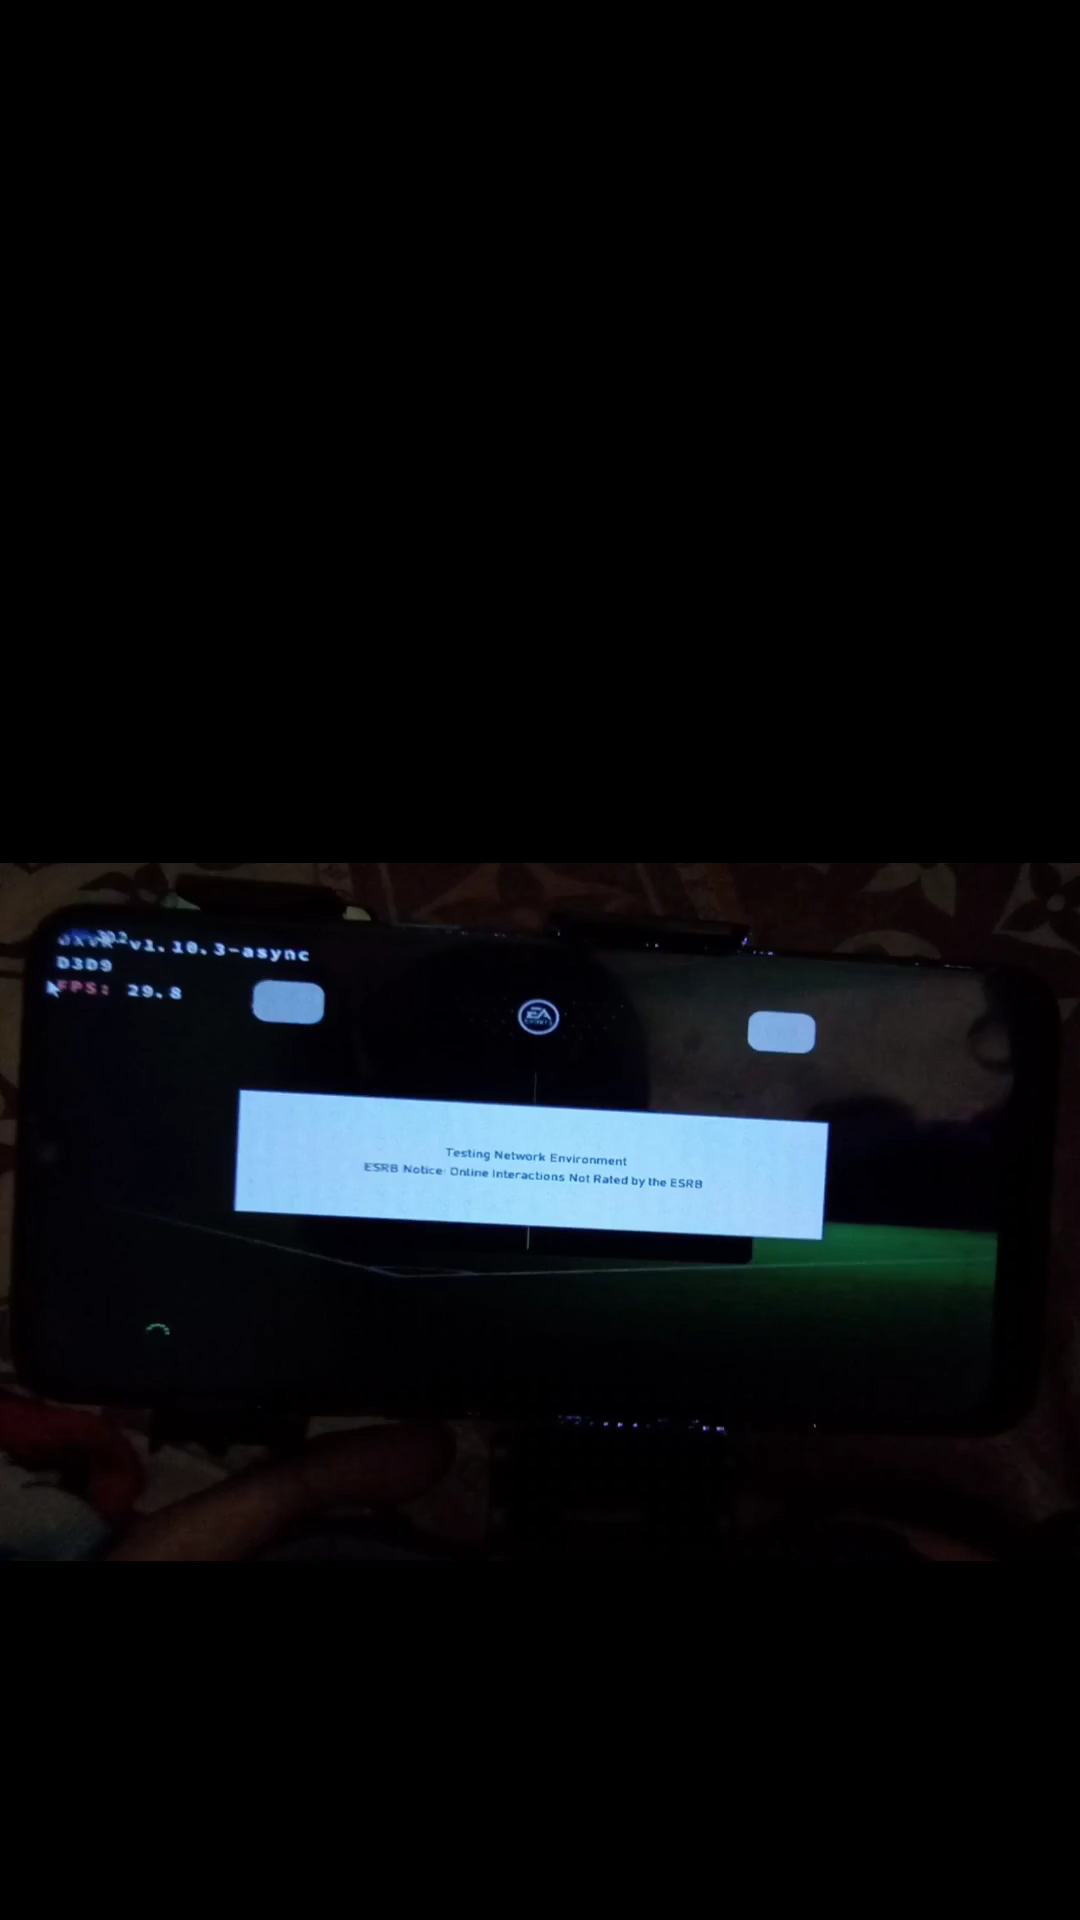 v1.10.3-async
D3D9
FPS: 29.8
EA
Testing Network Environment
ESRB Notice: Online Interactions Not Rated by the ESRB